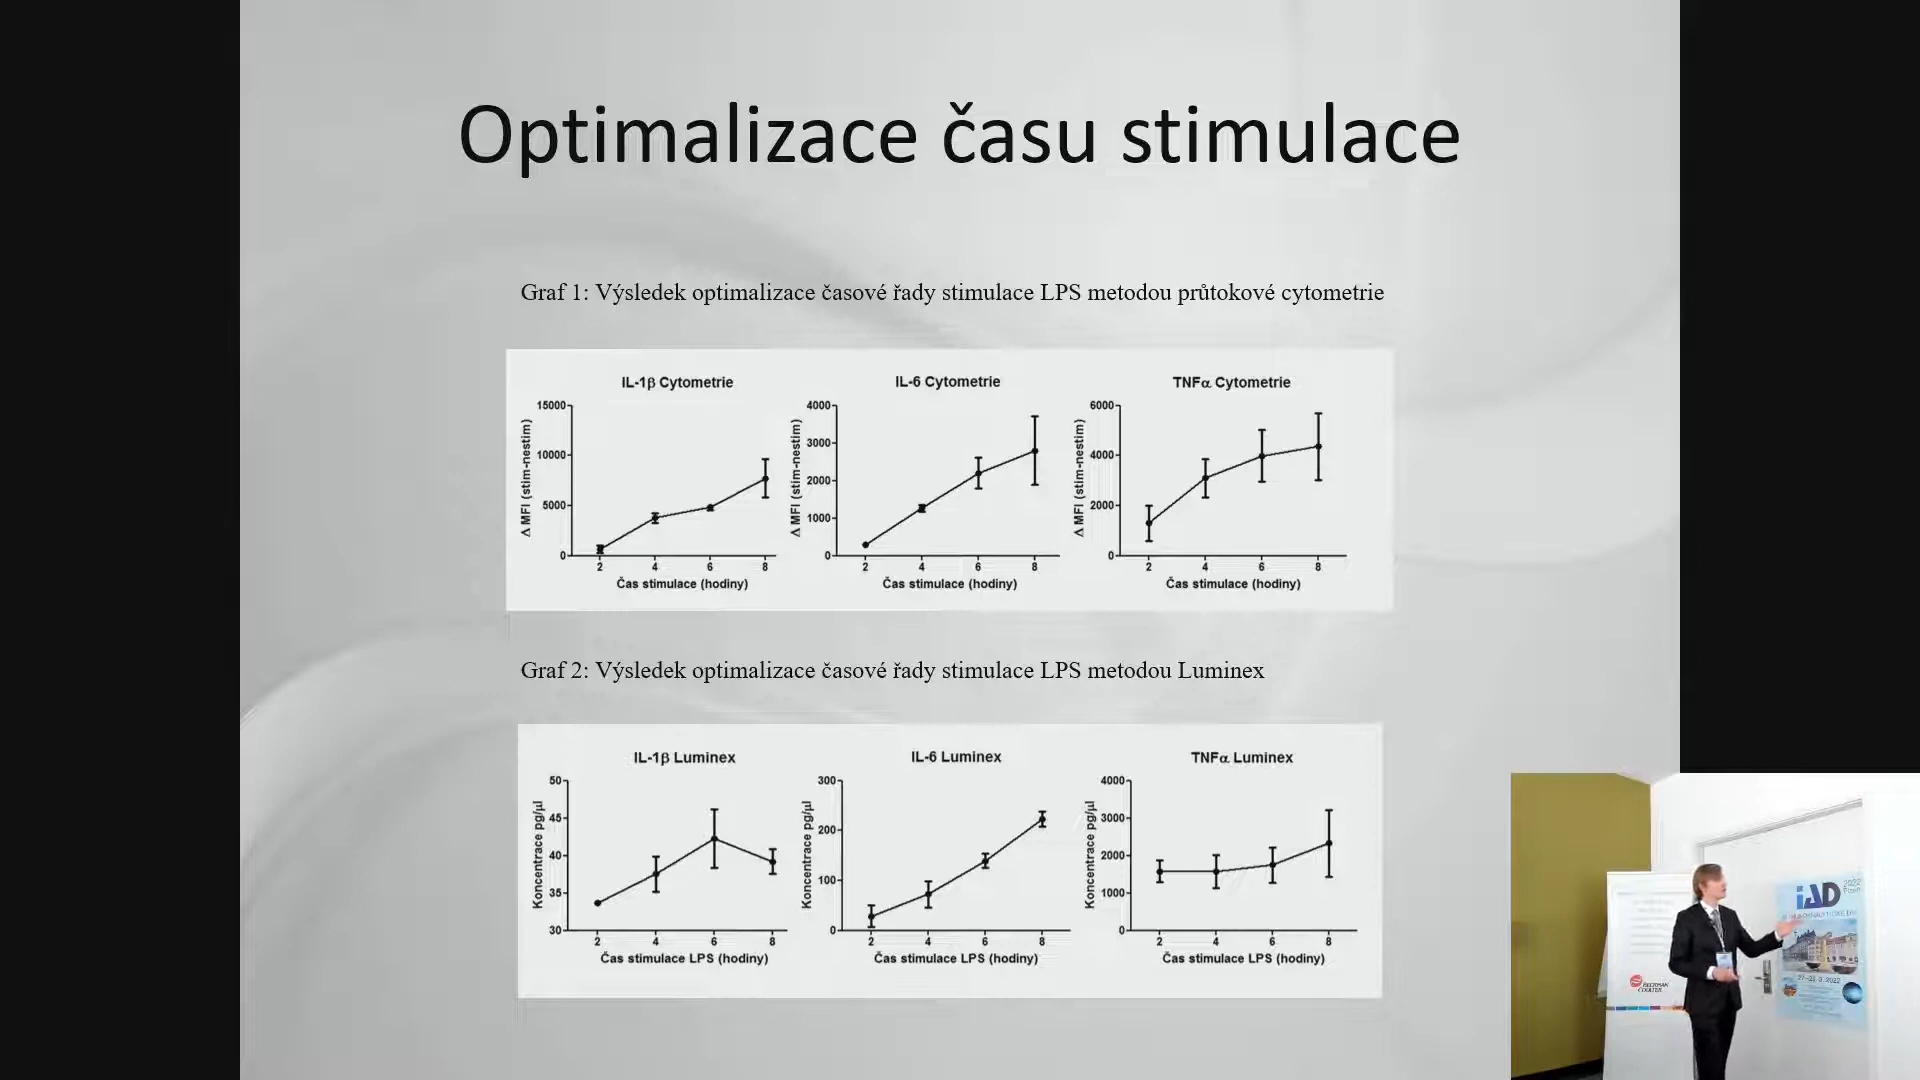 Optimalizace času stimulace
Graf 1: Výsledek optimalizace časové řady stimulace LPS metodou průtokové cytometrie
IL-1β Cytometrie
Δ MFI (stim-nestim)
15000
10000
5000
0
2 4 6 8
Čas stimulace (hodiny)
IL-6 Cytometrie
Δ MFI (stim-nestim)
4000
3000
2000
1000
0
2 4 6 8
Čas stimulace (hodiny)
TNFα Cytometrie
Δ MFI (stim-nestim)
6000
4000
2000
0
2 4 6 8
Čas stimulace (hodiny)
Graf 2: Výsledek optimalizace časové řady stimulace LPS metodou Luminex
IL-1β Luminex
Koncentrace pg/µl
50
45
40
35
30
2 4 6 8
Čas stimulace LPS (hodiny)
IL-6 Luminex
Koncentrace pg/µl
300
200
100
0
2 4 6 8
Čas stimulace LPS (hodiny)
TNFα Luminex
Koncentrace pg/µl
4000
3000
2000
1000
0
2 4 6 8
Čas stimulace LPS (hodiny)
iAD
2022
Plzeň
BECKMAN
COULTER